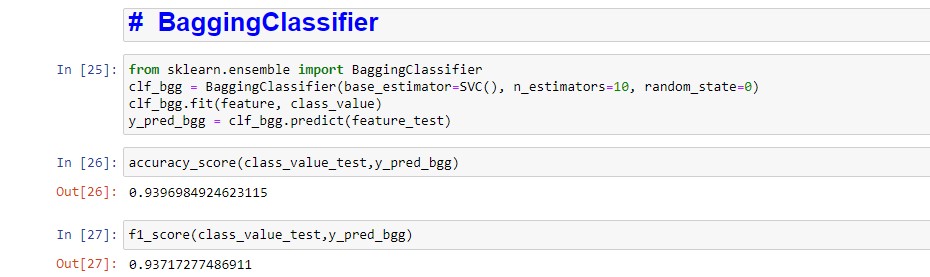 # BaggingClassifier
In [25]: from sklearn.ensemble import BaggingClassifier
clf_bgg = BaggingClassifier(base_estimator=SVC(), n_estimators=10, random_state=0)
clf_bgg.fit(feature, class_value)
y_pred_bgg = clf_bgg.predict(feature_test)
In [26]: accuracy_score(class_value_test,y_pred_bgg)
Out[26]: 0.9396984924623115
In [27]: f1_score(class_value_test,y_pred_bgg)
Out[27]: 0.93717277486911